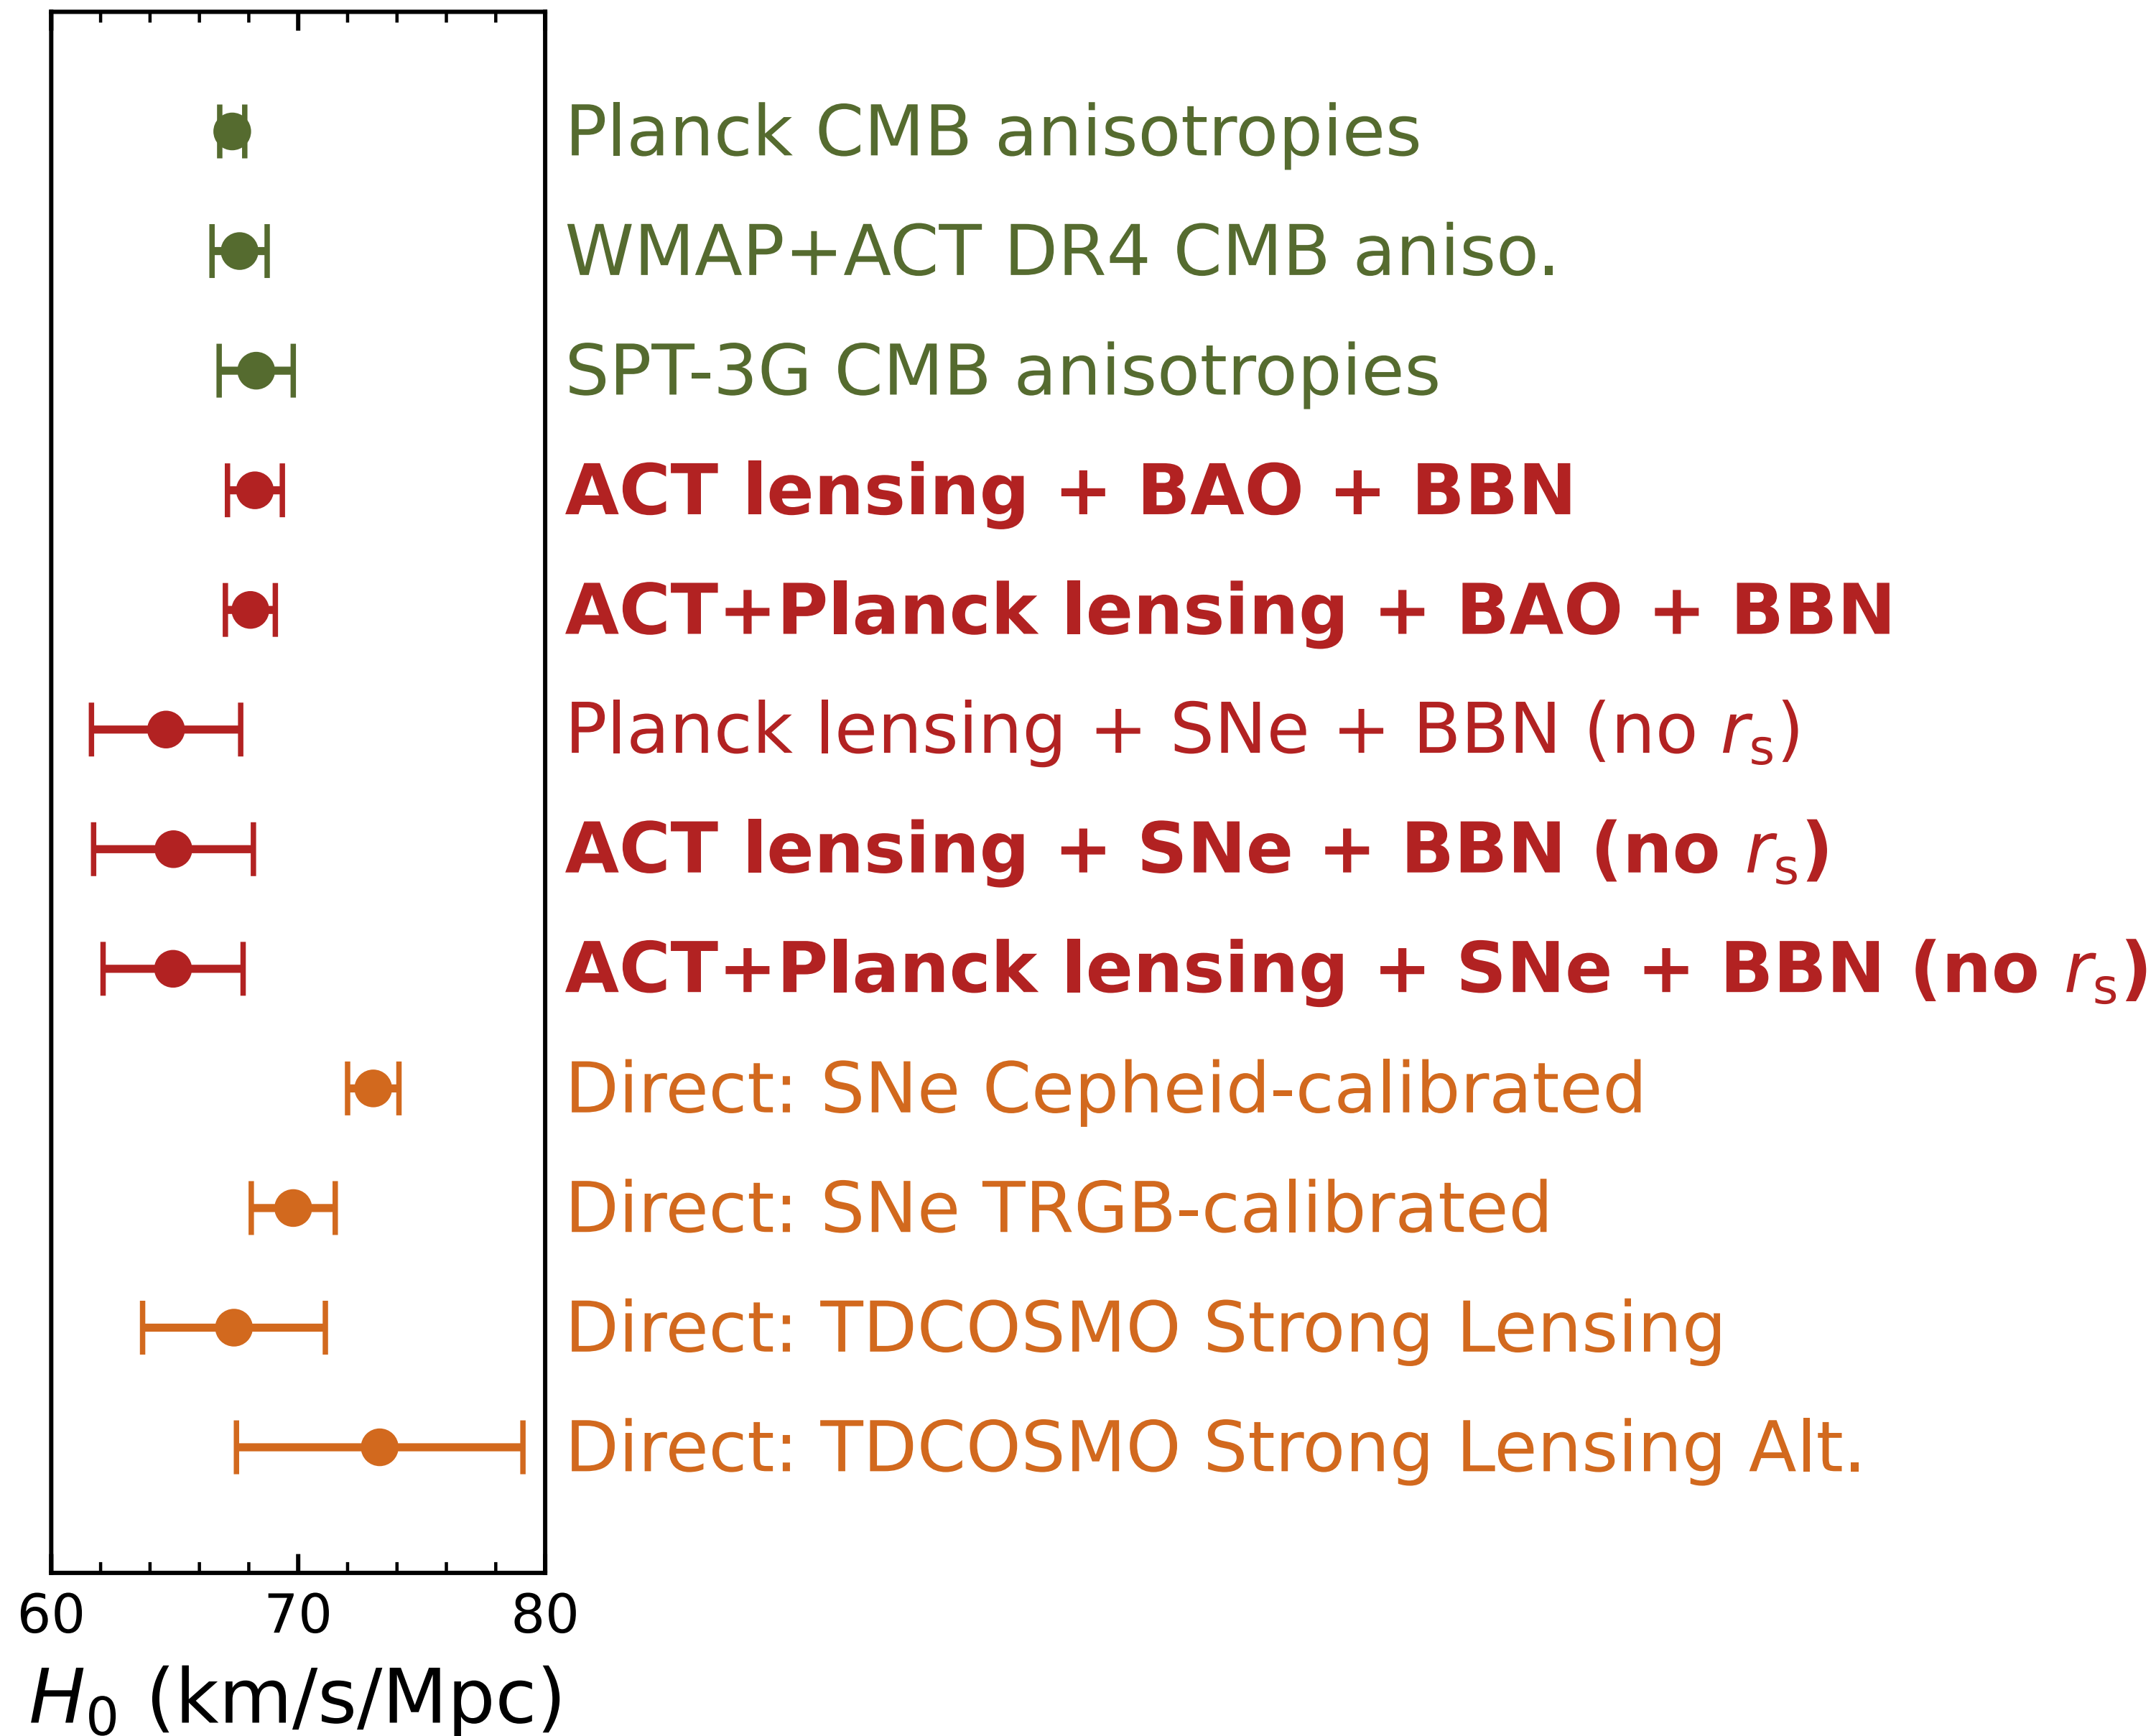 Planck CMB anisotropies
WMAP+ACT DR4 CMB aniso.
SPT-3G CMB anisotropies
ACT lensing + BAO + BBN
ACT+Planck lensing + BAO + BBN
Planck lensing + SNe + BBN (no rₛ)
ACT lensing + SNe + BBN (no rₛ)
ACT+Planck lensing + SNe + BBN (no rₛ)
Direct: SNe Cepheid-calibrated
Direct: SNe TRGB-calibrated
Direct: TDCOSMO Strong Lensing
Direct: TDCOSMO Strong Lensing Alt.
60 70 80
H₀ (km/s/Mpc)